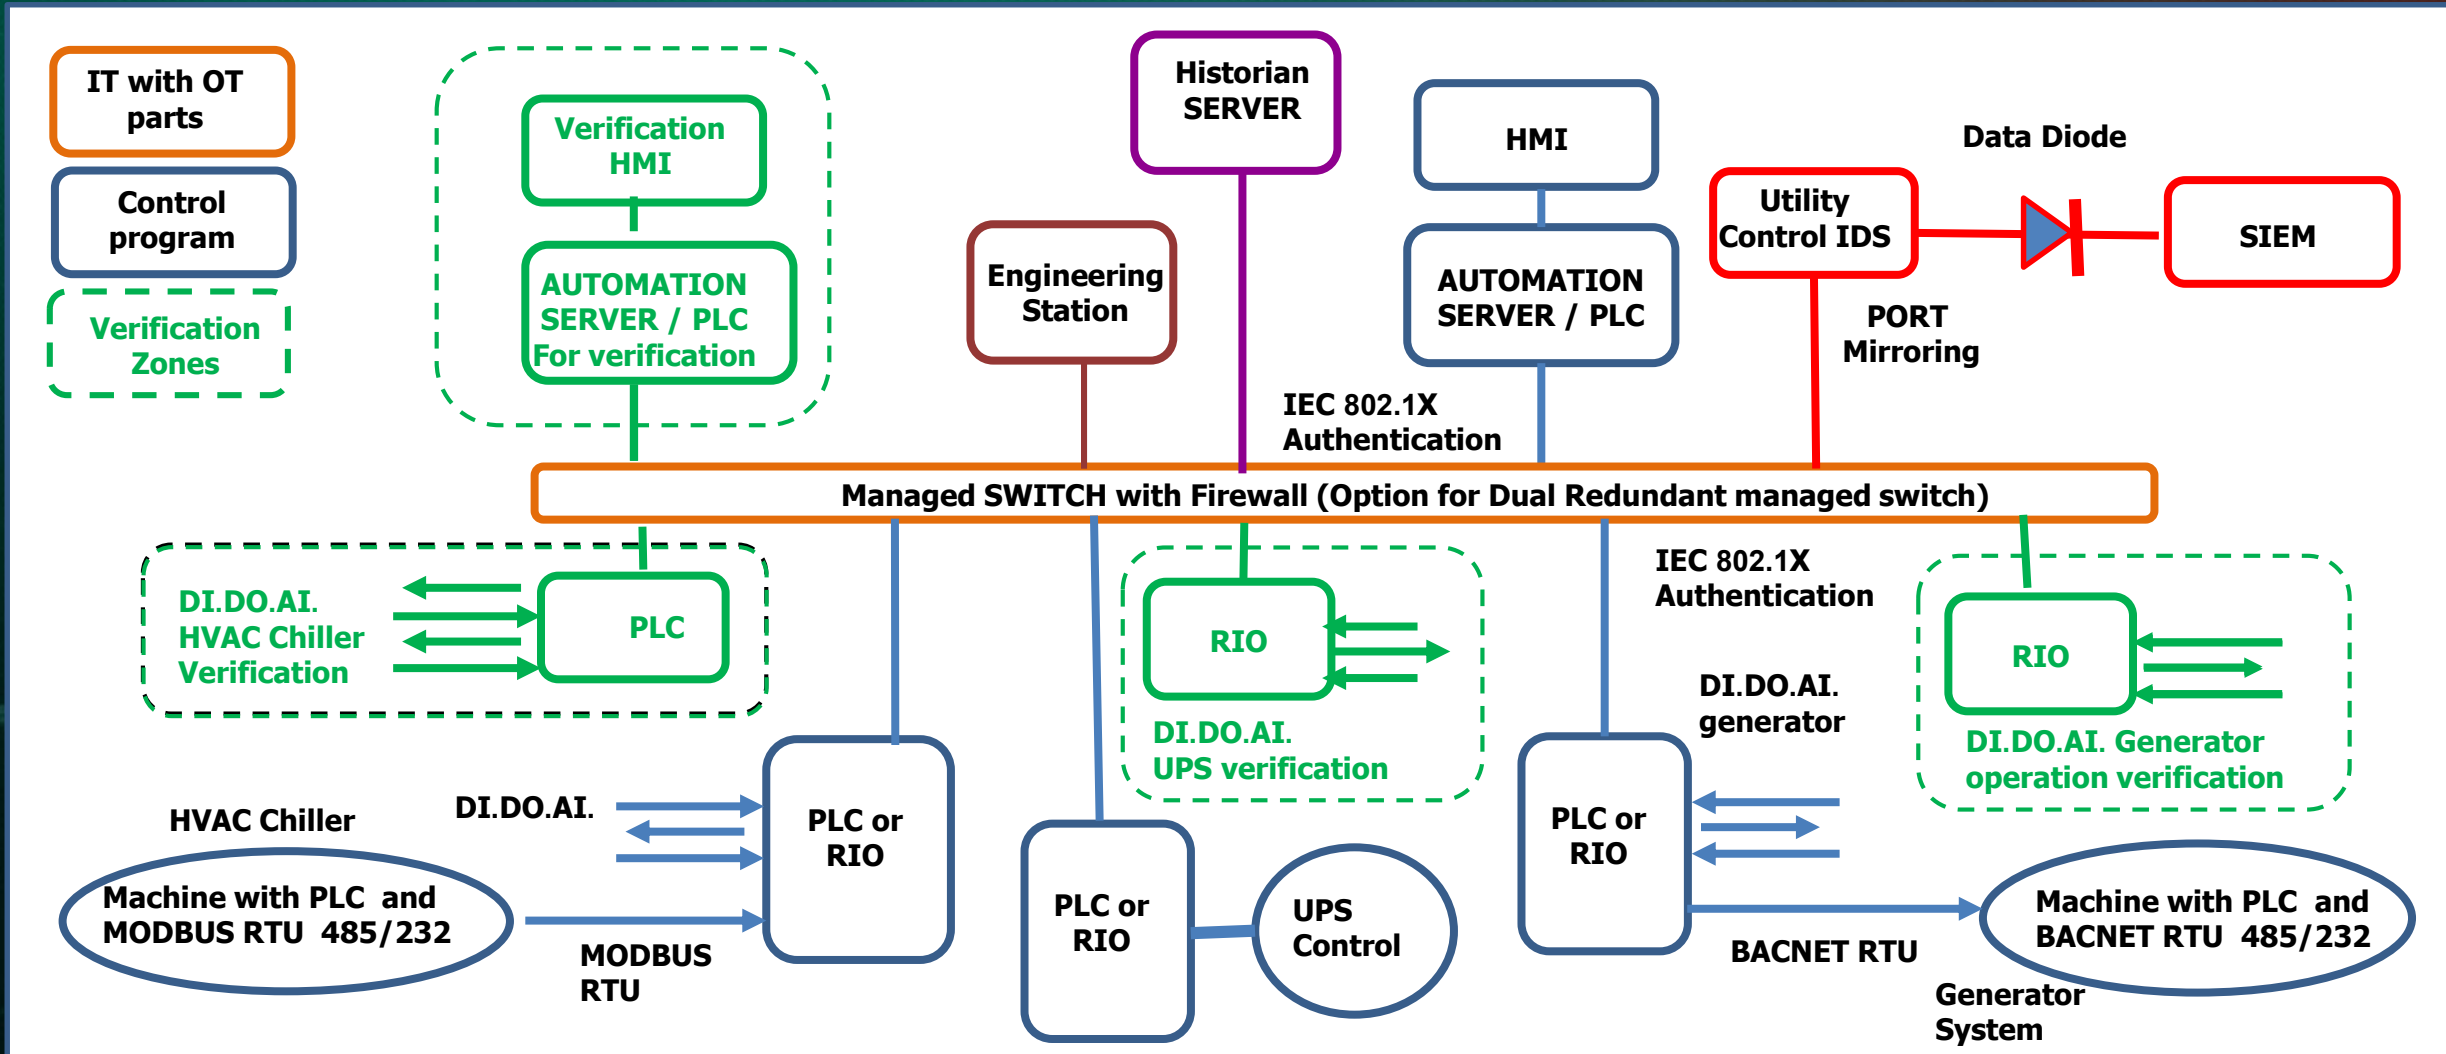 IT with OT
parts
Control
program
Verification
Zones
Verification
HMI
AUTOMATION
SERVER / PLC
For verification
Historian
SERVER
Engineering
Station
HMI
AUTOMATION
SERVER / PLC
IEC 802.1X
Authentication
Data Diode
Utility
Control IDS
SIEM
PORT
Mirroring
Managed SWITCH with Firewall (Option for Dual Redundant managed switch)
DI.DO.AI.
HVAC Chiller
Verification
PLC
RIO
DI.DO.AI.
UPS verification
IEC 802.1X
Authentication
RIO
DI.DO.AI. Generator
operation verification
DI.DO.AI.
generator
HVAC Chiller
Machine with PLC and
MODBUS RTU 485/232
DI.DO.AI.
MODBUS
RTU
PLC or
RIO
PLC or
RIO
UPS
Control
PLC or
RIO
BACNET RTU
Machine with PLC and
BACNET RTU 485/232
Generator
System